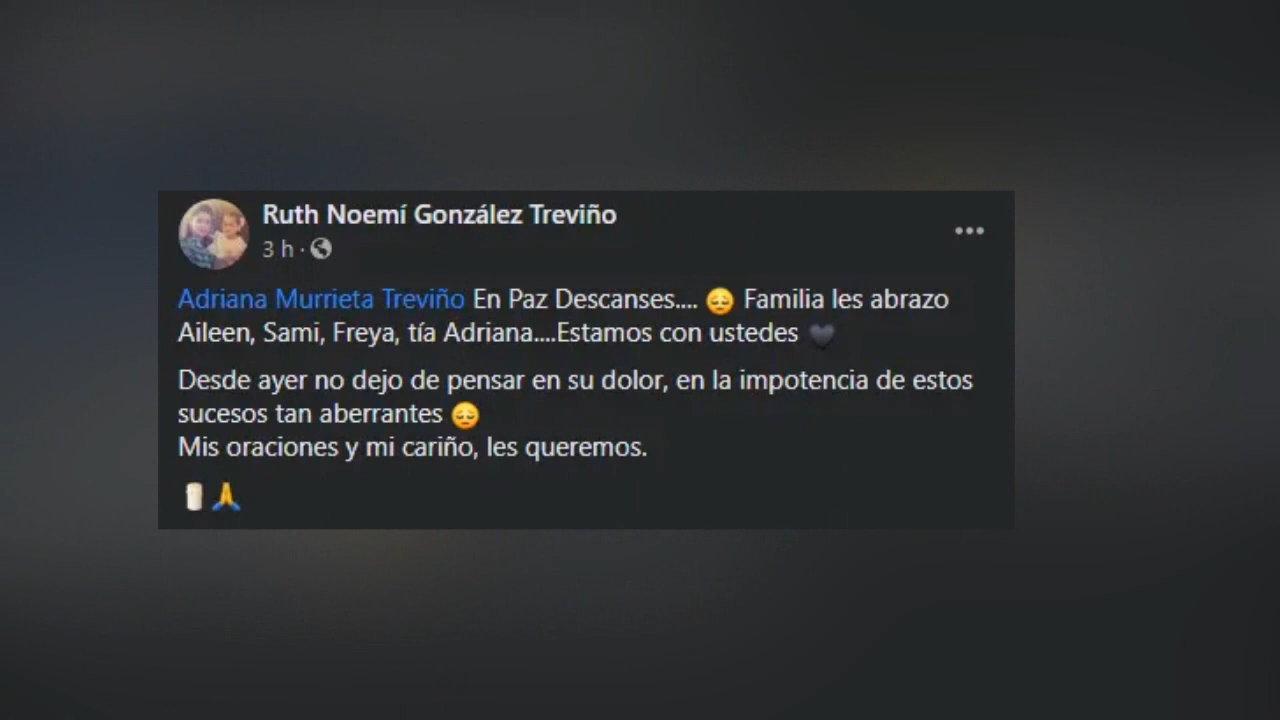 Ruth Noemí González Treviño
3 h ·
Adriana Murrieta Treviño En Paz Descanses.... 😔 Familia les abrazo
Aileen, Sami, Freya, tía Adriana....Estamos con ustedes 🖤
Desde ayer no dejo de pensar en su dolor, en la impotencia de estos
sucesos tan aberrantes 😔
Mis oraciones y mi cariño, les queremos.